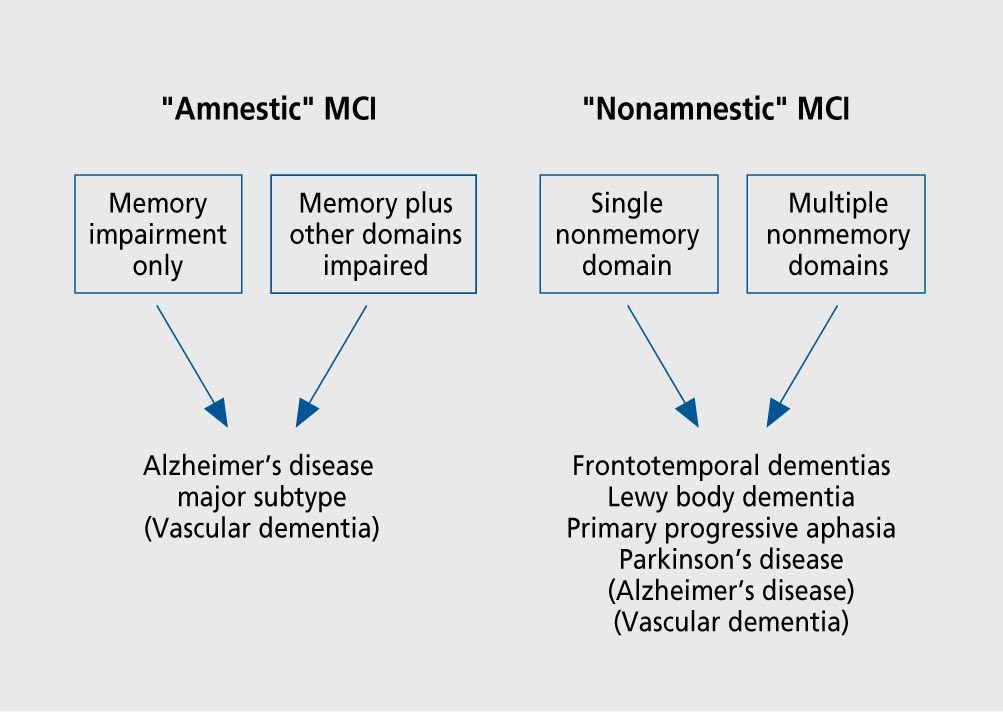 "Amnestic" MCI
"Nonamnestic" MCI
Memory
impairment
only
Memory plus
other domains
impaired
Single
nonmemory
domain
Multiple
nonmemory
domains
Alzheimer’s disease
major subtype
(Vascular dementia)
Frontotemporal dementias
Lewy body dementia
Primary progressive aphasia
Parkinson’s disease
(Alzheimer’s disease)
(Vascular dementia)